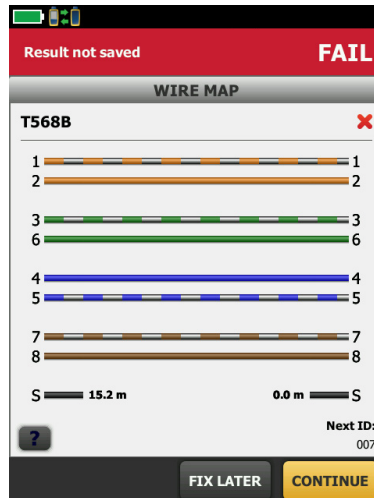 Result not saved FAIL
WIRE MAP
T568B
1 1
2 2
3 3
6 6
4 4
5 5
7 7
8 8
S 15.2 m 0.0 m S
Next ID:
? 007
FIX LATER CONTINUE